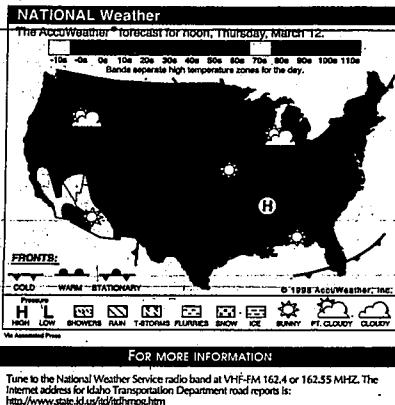 NATIONAL Weather
The AccuWeather® forecast for noon, Thursday, March 12.
-10s -0s 0s 10s 20s 30s 40s 50s 60s 70s 80s 90s 100s 110s
Bands separate high temperature zones for the day.
H
FRONTS:
COLD WARM STATIONARY
© 1998 AccuWeather, Inc.
Pressure
H L
HIGH LOW SHOWERS RAIN T-STORMS FLURRIES SNOW ICE SUNNY PT. CLOUDY CLOUDY
Via Associated Press
FOR MORE INFORMATION
Tune to the National Weather Service radio band at VHF-FM 162.4 or 162.55 MHZ. The
Internet address for Idaho Transportation Department road reports is:
http://www.state.id.us/itd/itdhmpg.htm